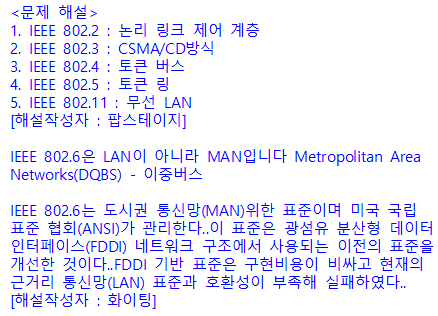 <문제 해설>
1. IEEE 802.2 : 논리 링크 제어 계층
2. IEEE 802.3 : CSMA/CD방식
3. IEEE 802.4 : 토큰 버스
4. IEEE 802.5 : 토큰 링
5. IEEE 802.11 : 무선 LAN
[해설작성자 : 팝스테이지]
IEEE 802.6은 LAN이 아니라 MAN입니다 Metropolitan Area
Networks(DQBS) - 이중버스
IEEE 802.6는 도시권 통신망(MAN)위한 표준이며 미국 국립
표준 협회(ANSI)가 관리한다..이 표준은 광섬유 분산형 데이터
인터페이스(FDDI) 네트워크 구조에서 사용되는 이전의 표준을
개선한 것이다..FDDI 기반 표준은 구현비용이 비싸고 현재의
근거리 통신망(LAN) 표준과 호환성이 부족해 실패하였다..
[해설작성자 : 화이팅]